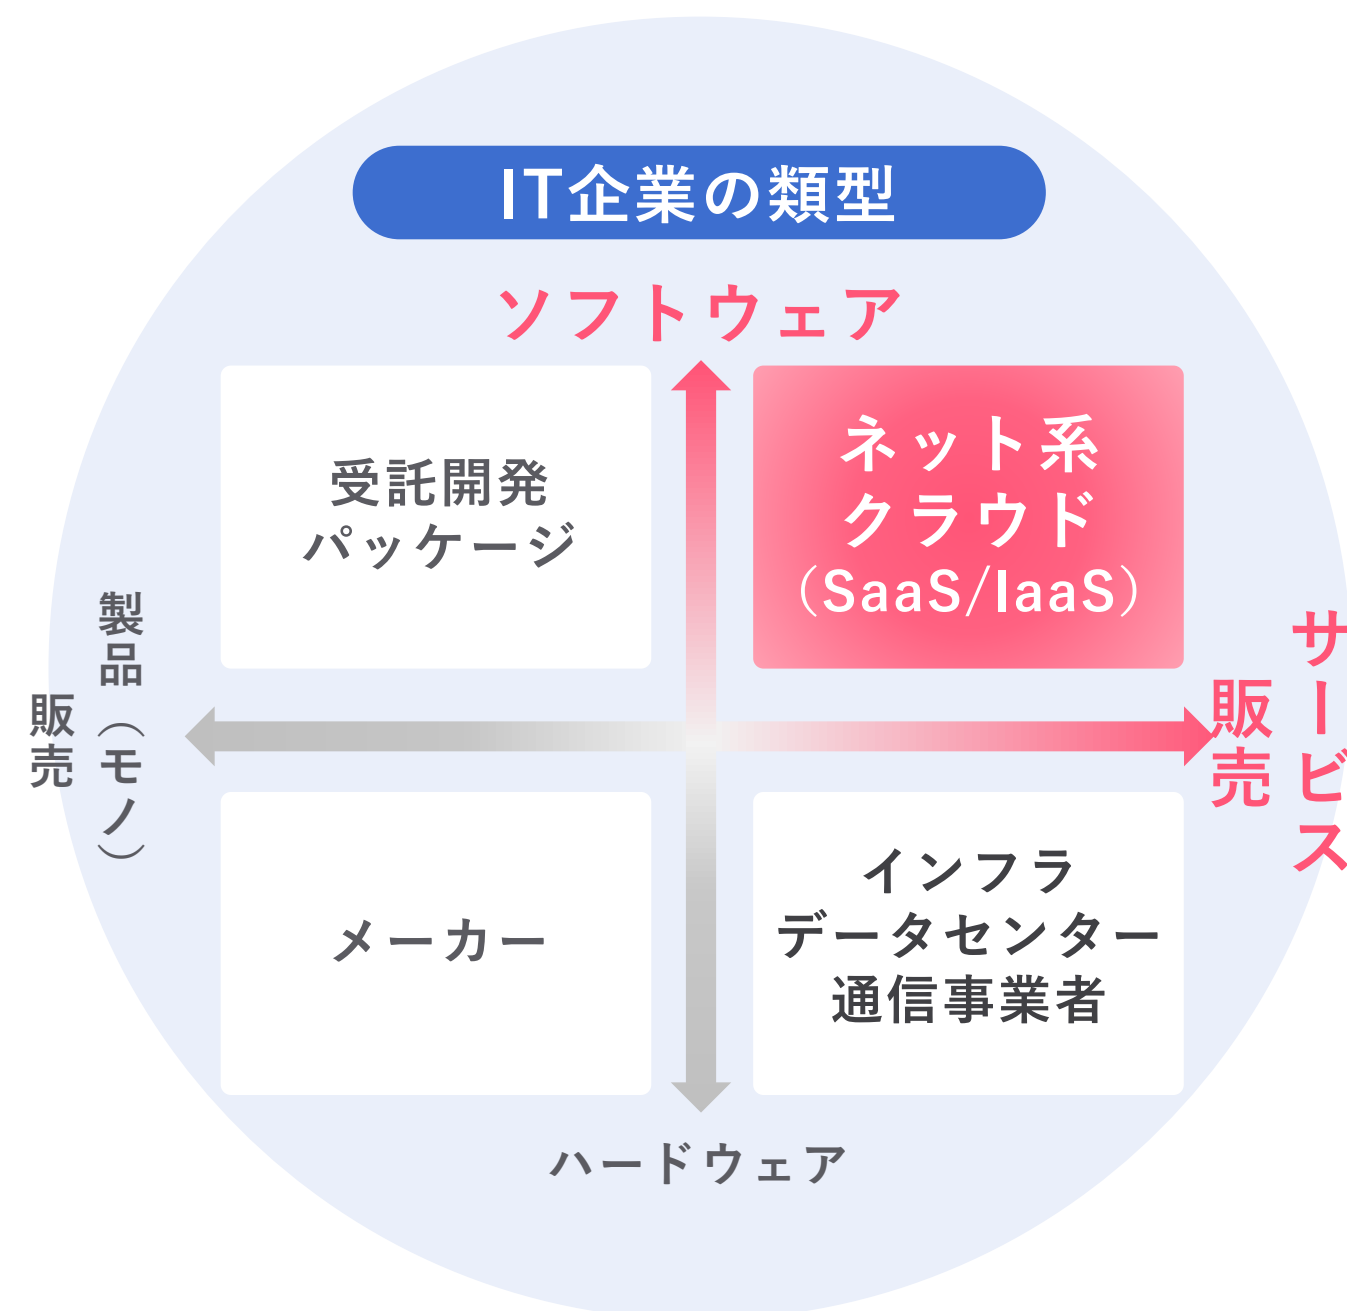 IT企業の類型
ソフトウェア
受託開発
パッケージ
ネット系
クラウド
（SaaS/IaaS）
製品（モノ）
販売
サービス
販売
メーカー
インフラ
データセンター
通信事業者
ハードウェア